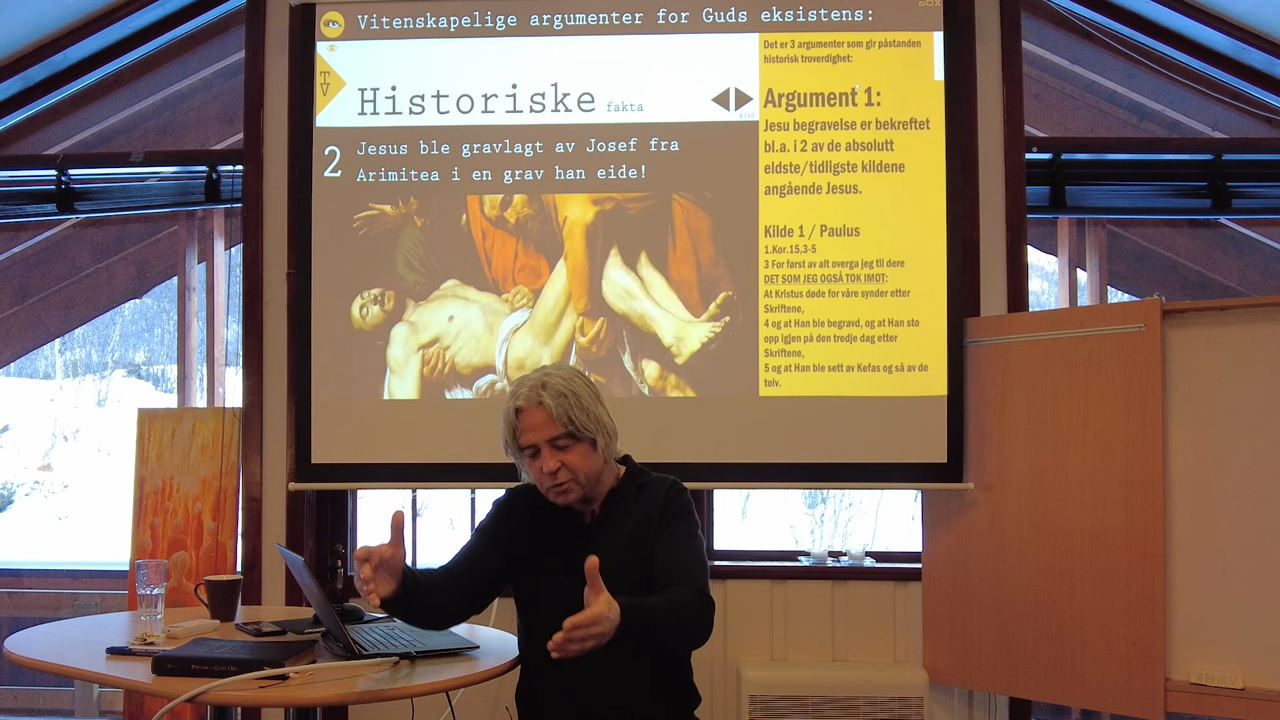 Vitenskapelige argumenter for Guds eksistens:
TV
Historiske fakta
6/10
2 Jesus ble gravlagt av Josef fra
Arimitea i en grav han eide!
Det er 3 argumenter som gir påstanden
historisk troverdighet:
Argument 1:
Jesu begravelse er bekreftet
bl.a. i 2 av de absolutt
eldste/tidligste kildene
angående Jesus.
Kilde 1 / Paulus
1.Kor.15,3-5
3 For først av alt overga jeg til dere
DET SOM JEG OGSÅ TOK IMOT:
At Kristus døde for våre synder etter
Skriftene,
4 og at Han ble begravd, og at Han sto
opp igjen på den tredje dag etter
Skriftene,
5 og at Han ble sett av Kefas og så av de
tolv.